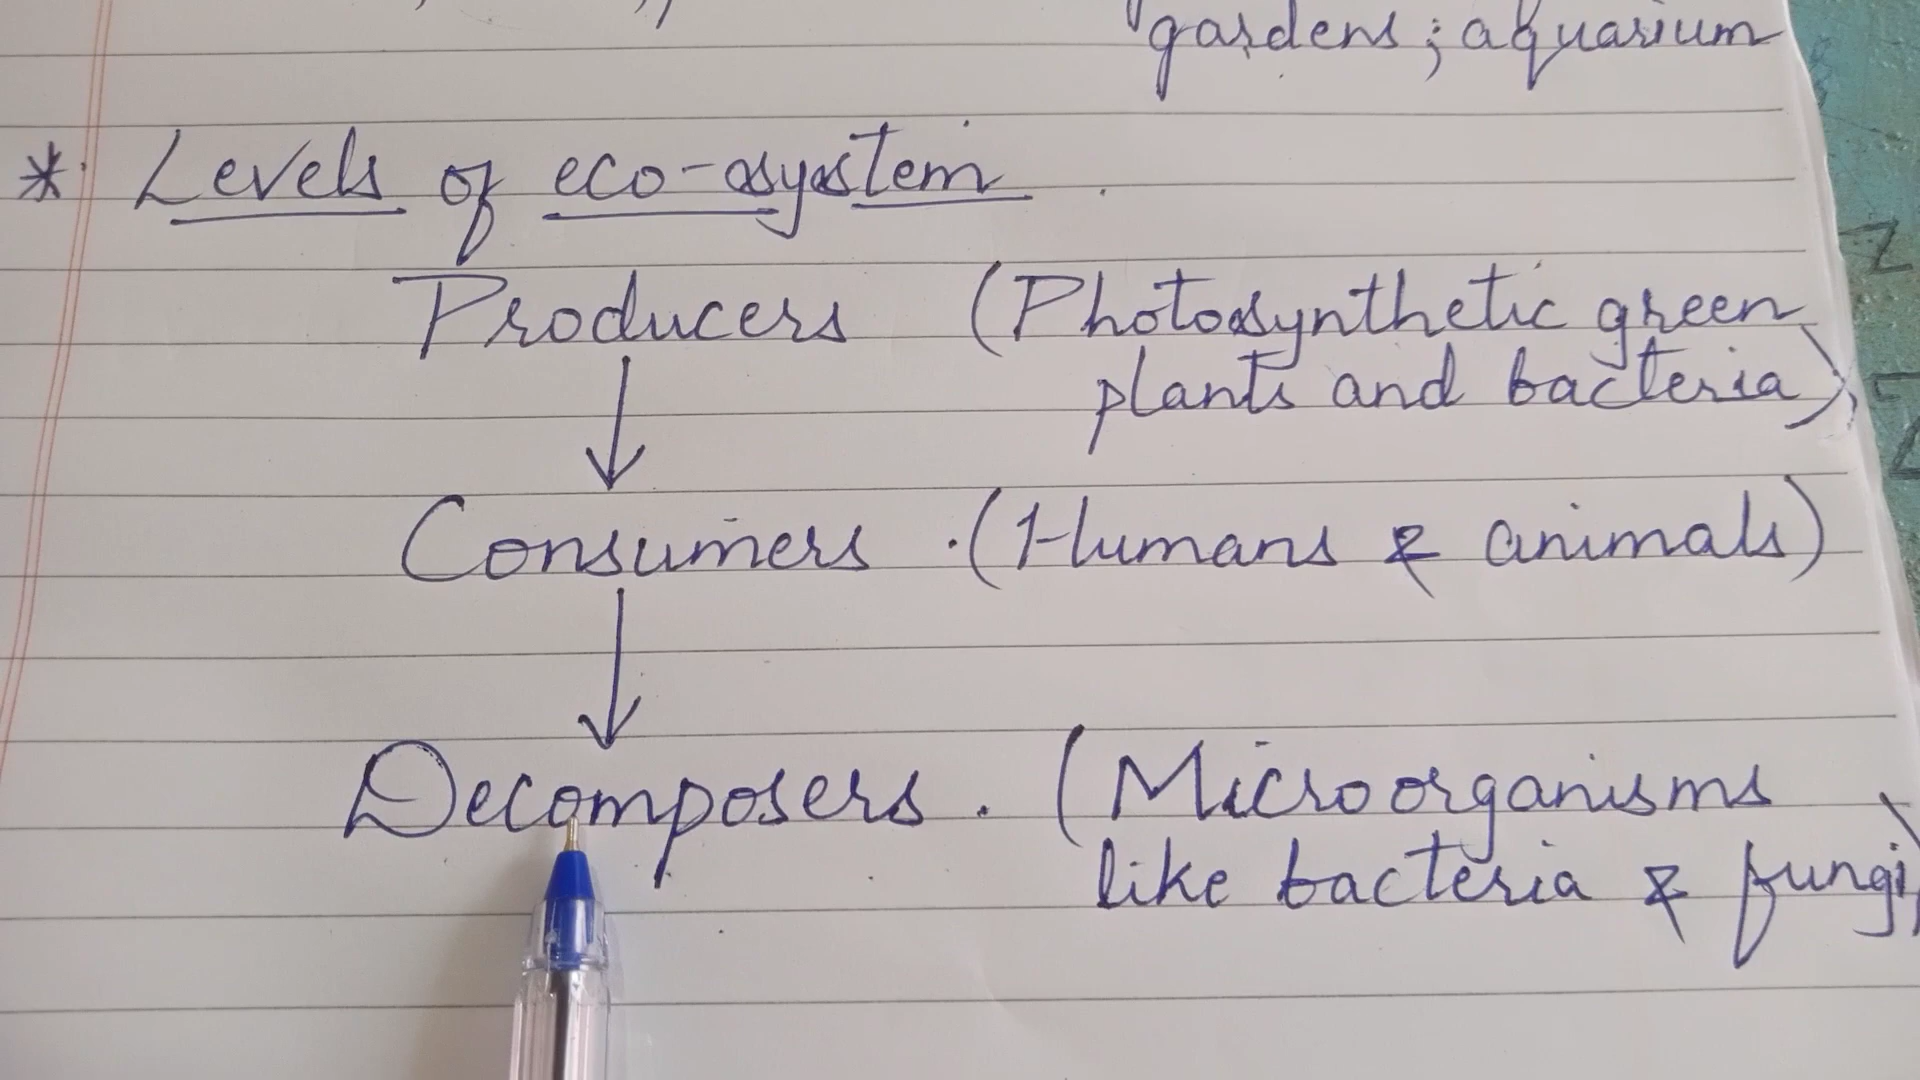 gardens; aquarium
* Levels of eco-system
Producers (Photosynthetic green
plants and bacteria)
Consumers (Humans & animals)
Decomposers. (Microorganisms
like bacteria & fungi)